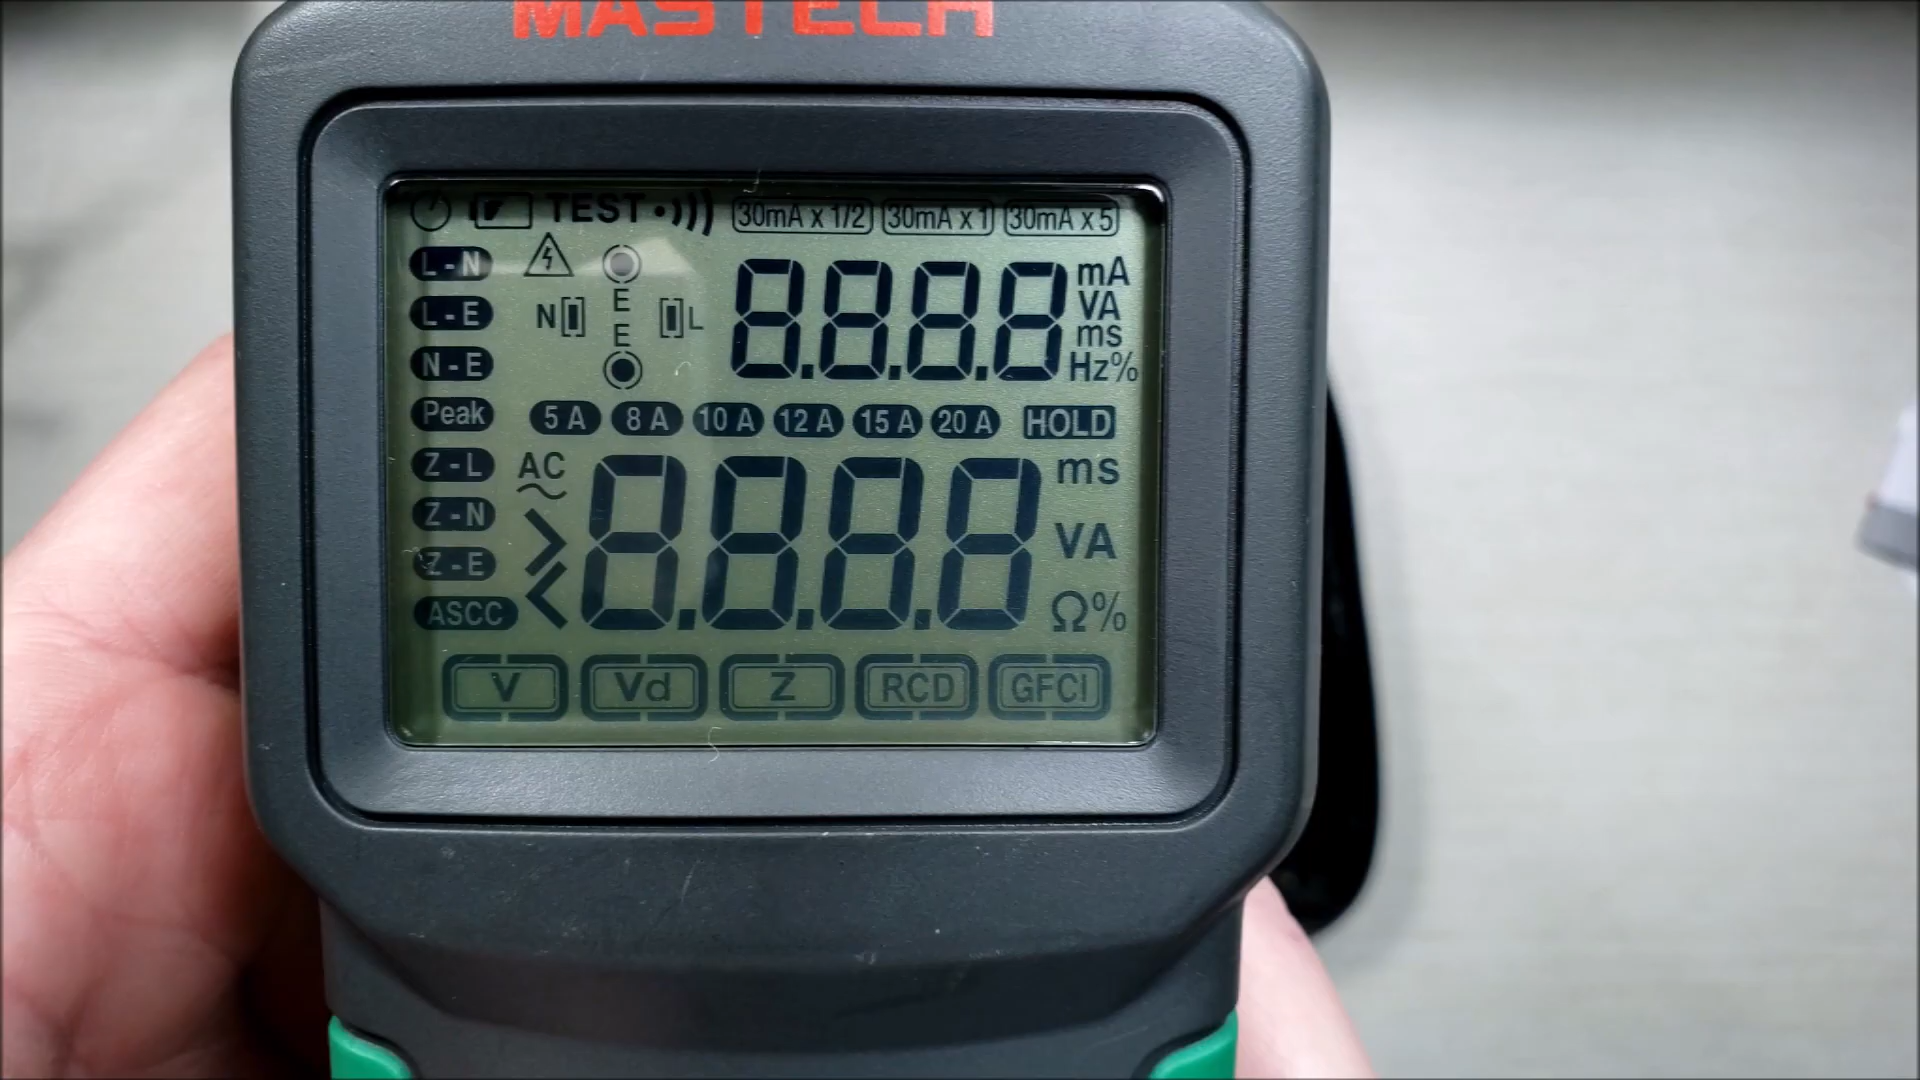 MASTECH
TEST 30mA x 1/2 30mA x 1 30mA x 5
L-N
L-E
N-E
Peak
Z-L
Z-N
Z-E
ASCC
E
N L
E
8.8.8.8 mA
VA
ms
Hz%
5 A 8 A 10 A 12 A 15 A 20 A HOLD
AC 8.8.8.8 ms
VA
Ω%
V Vd Z RCD GFCI